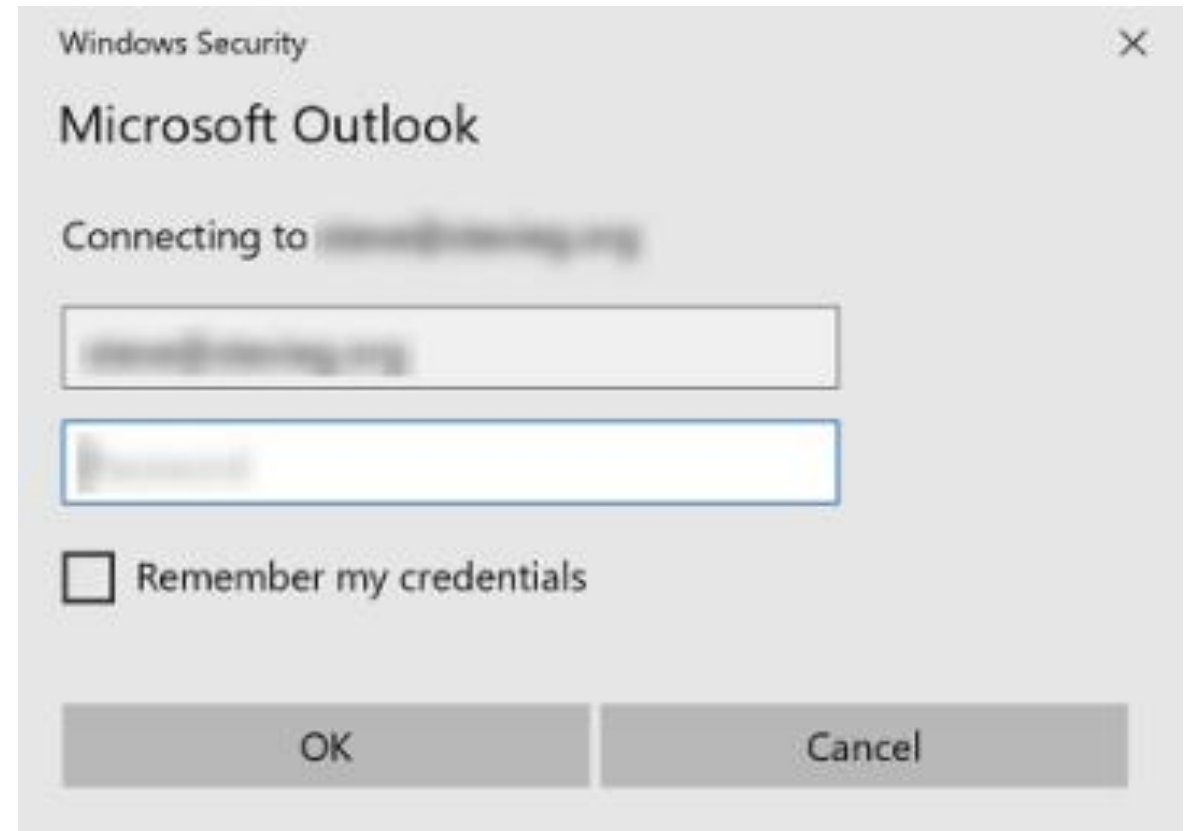 Windows Security
Microsoft Outlook
Connecting to
Remember my credentials
OK
Cancel